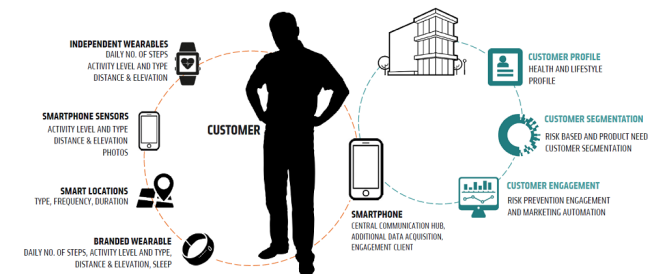 INDEPENDENT WEARABLES
DAILY NO. OF STEPS
ACTIVITY LEVEL AND TYPE
DISTANCE & ELEVATION
SMARTPHONE SENSORS
ACTIVITY LEVEL AND TYPE
DISTANCE & ELEVATION
PHOTOS
SMART LOCATIONS
TYPE, FREQUENCY, DURATION
BRANDED WEARABLE
DAILY NO. OF STEPS, ACTIVITY LEVEL AND TYPE,
DISTANCE & ELEVATION, SLEEP
CUSTOMER
SMARTPHONE
CENTRAL COMMUNICATION HUB,
ADDITIONAL DATA ACQUISITION,
ENGAGEMENT CLIENT
CUSTOMER PROFILE
HEALTH AND LIFESTYLE
PROFILE
CUSTOMER SEGMENTATION
RISK BASED AND PRODUCT NEED
CUSTOMER SEGMENTATION
CUSTOMER ENGAGEMENT
RISK PREVENTION ENGAGEMENT
AND MARKETING AUTOMATION